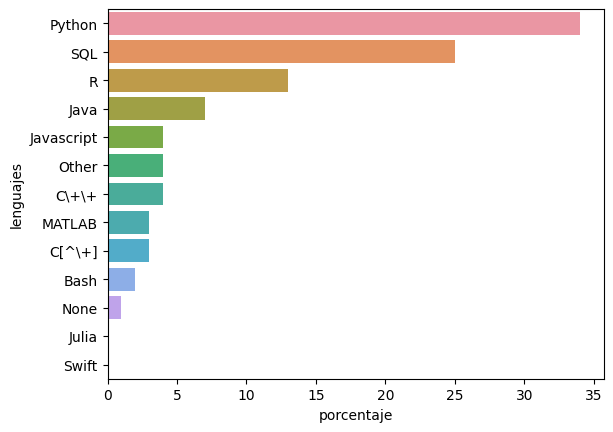 Python
SQL
R
Java
Javascript
Other
C\+\+
MATLAB
C[^\+]
Bash
None
Julia
Swift
lenguajes
0 5 10 15 20 25 30 35
porcentaje